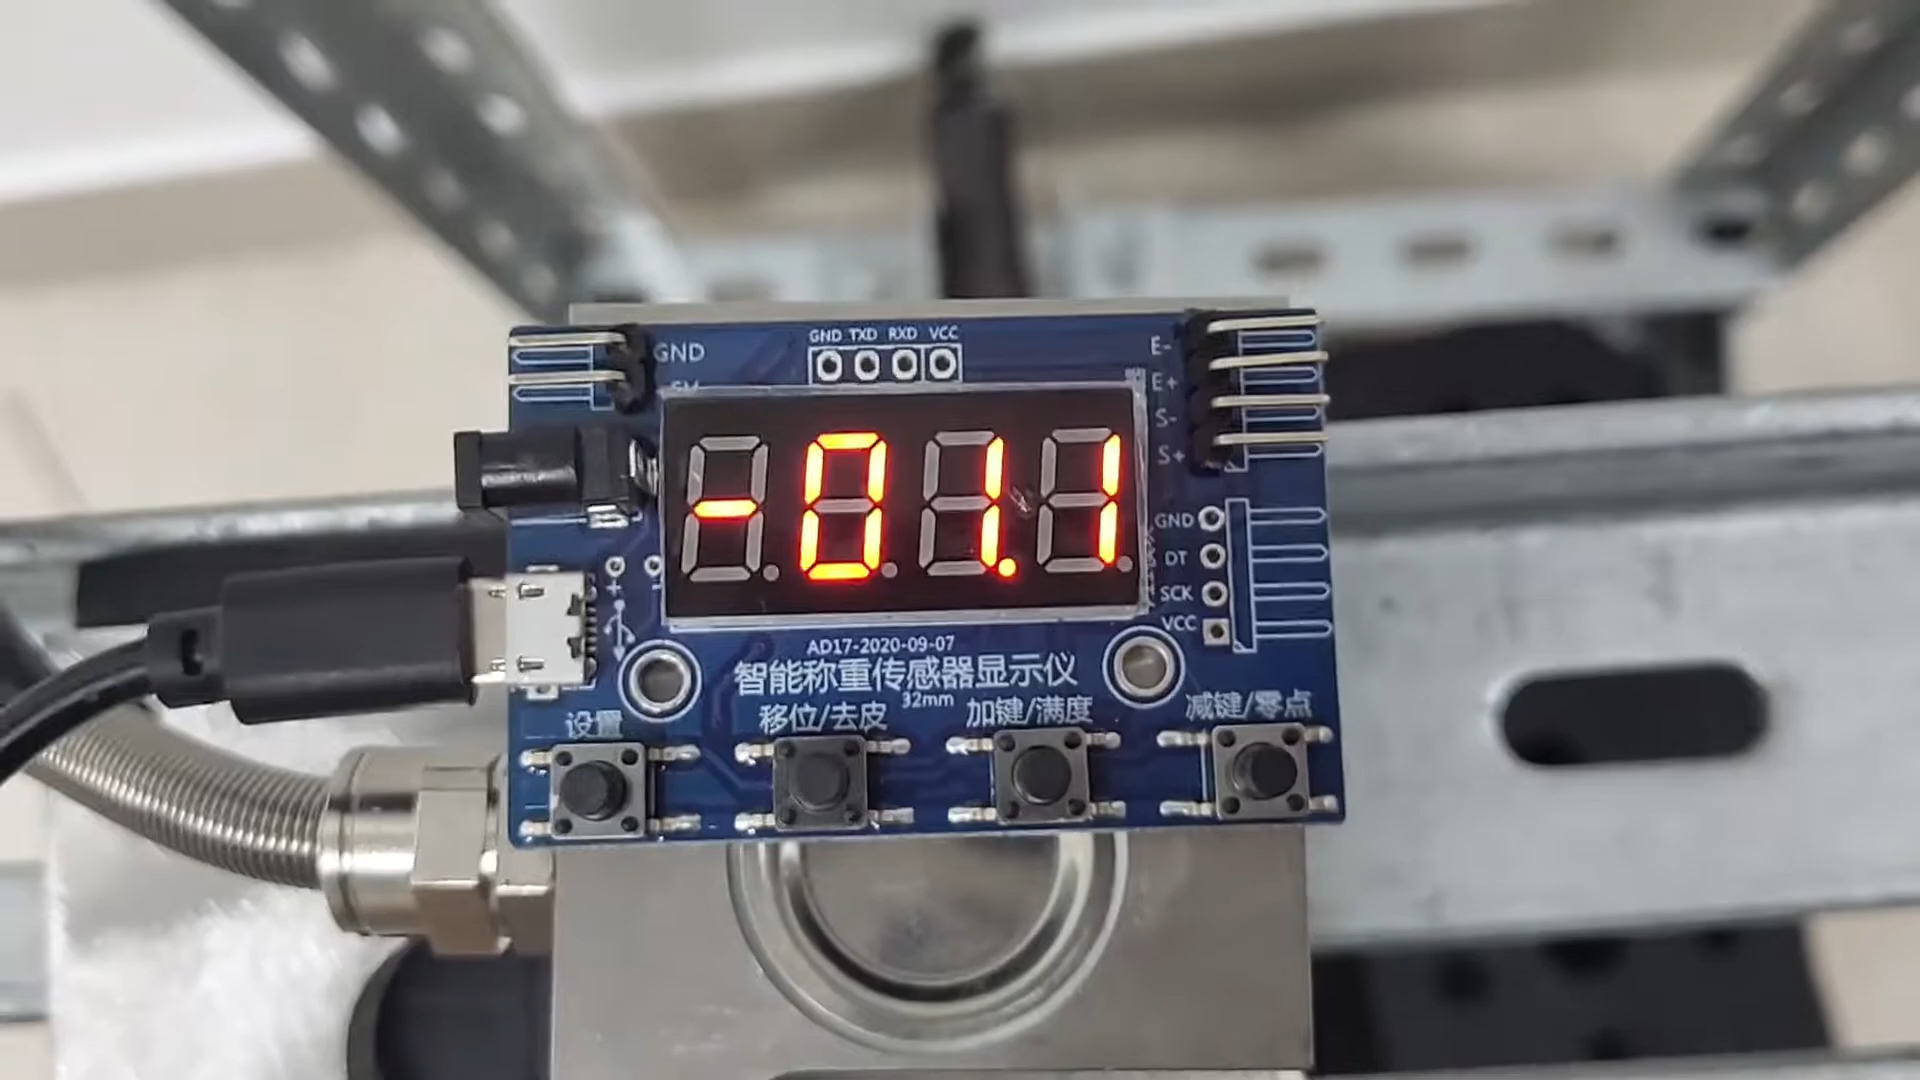 GND
GND TXD RXD VCC
E-
E+
S-
S+
-01.1
GND
DT
SCK
VCC
+
-
AD17-2020-09-07
智能称重传感器显示仪
32mm
设置
移位/去皮
加键/满度
减键/零点